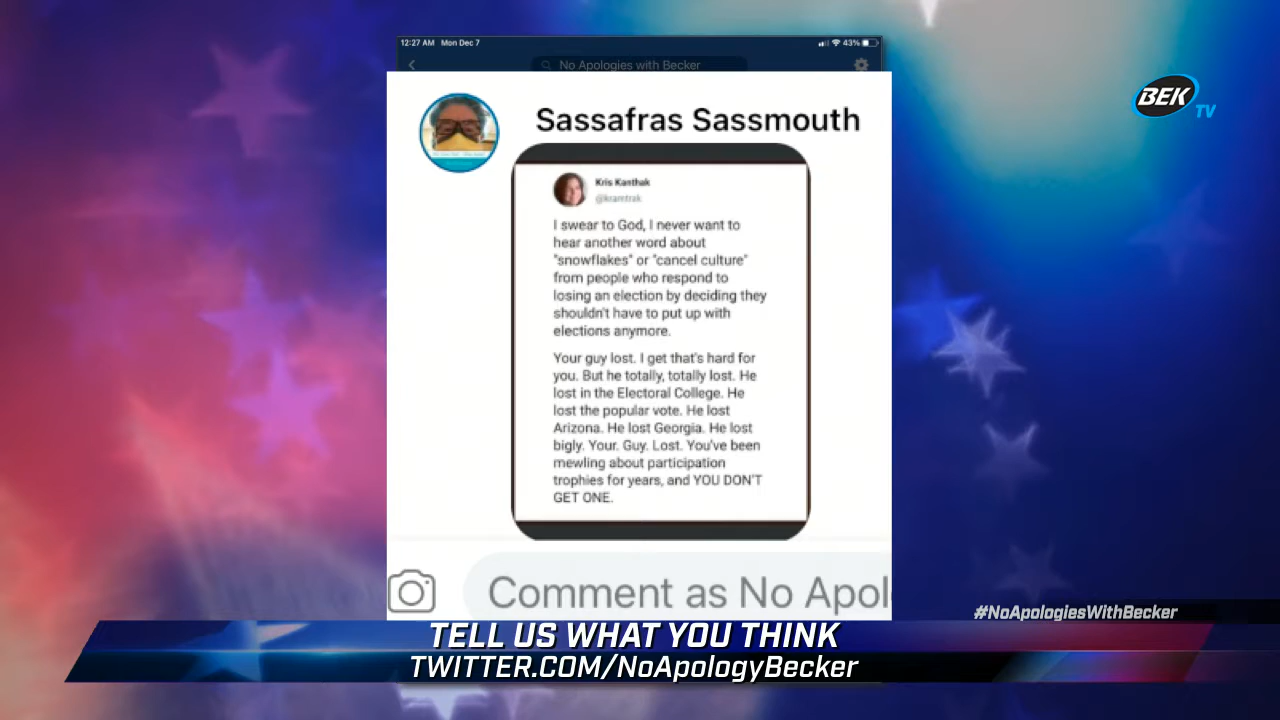 12:27 AM Mon Dec 7
43%
No Apologies with Becker
BEK TV
Sassafras Sassmouth
Kris Kanthak
@kramtrak
I swear to God, I never want to
hear another word about
"snowflakes" or "cancel culture"
from people who respond to
losing an election by deciding they
shouldn't have to put up with
elections anymore.
Your guy lost. I get that's hard for
you. But he totally, totally lost. He
lost in the Electoral College. He
lost the popular vote. He lost
Arizona. He lost Georgia. He lost
bigly. Your. Guy. Lost. You've been
mewling about participation
trophies for years, and YOU DON'T
GET ONE.
Comment as No Apol
#NoApologiesWithBecker
TELL US WHAT YOU THINK
TWITTER.COM/NoApologyBecker